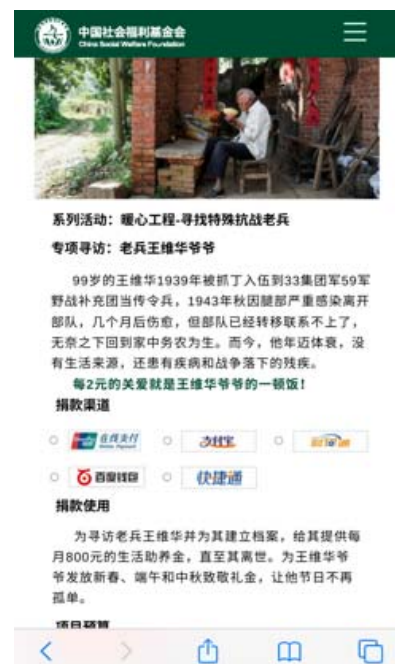 中国社会福利基金会
China Social Welfare Foundation
系列活动：暖心工程-寻找特殊抗战老兵
专项寻访：老兵王维华爷爷
99岁的王维华1939年被抓丁入伍到33集团军59军
野战补充团当传令兵，1943年秋因腿部严重感染离开
部队，几个月后伤愈，但部队已经转移联系不上了，
无奈之下回到家中务农为生。而今，他年迈体衰，没
有生活来源，还患有疾病和战争落下的残疾。
每2元的关爱就是王维华爷爷的一顿饭！
捐款渠道
在线支付
支付宝
财付通
百度钱包
快捷通
捐款使用
为寻访老兵王维华并为其建立档案，给其提供每
月800元的生活助养金，直至其离世。为王维华爷
爷发放新春、端午和中秋致敬礼金，让他节日不再
孤单。
项目预算